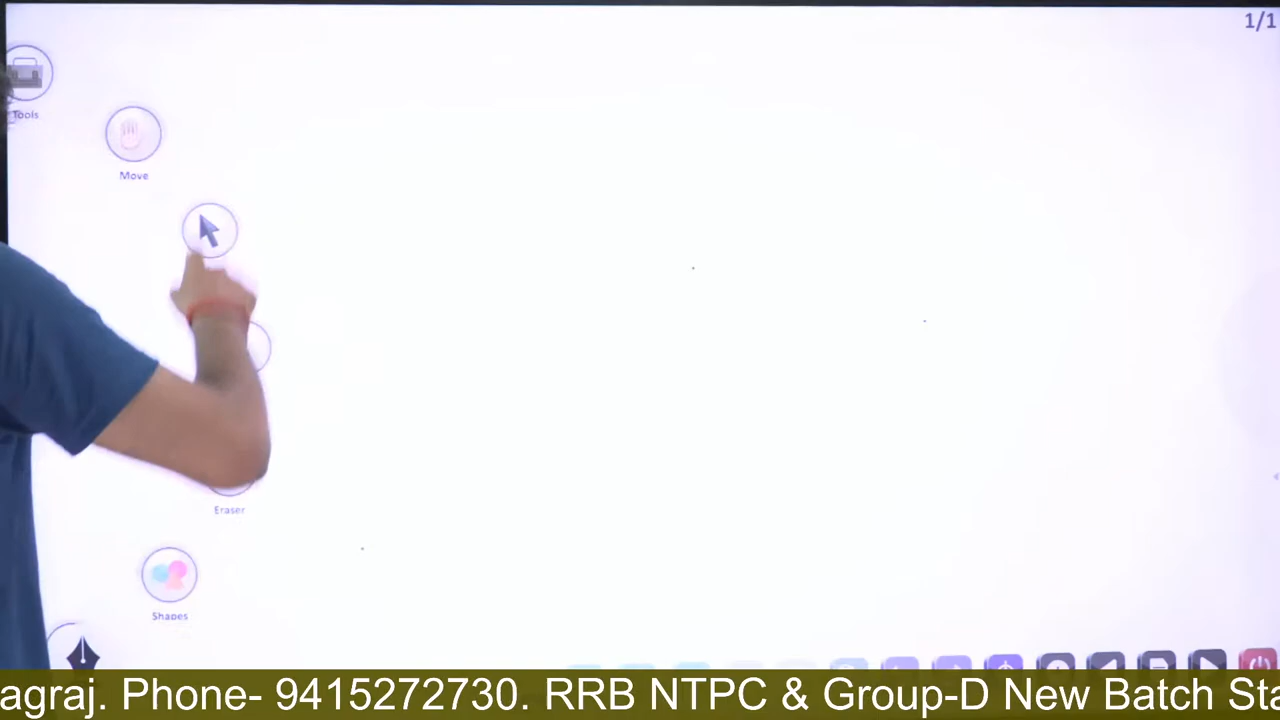 1/1
Tools
Move
Eraser
Shapes
agraj. Phone- 9415272730. RRB NTPC & Group-D New Batch Sta